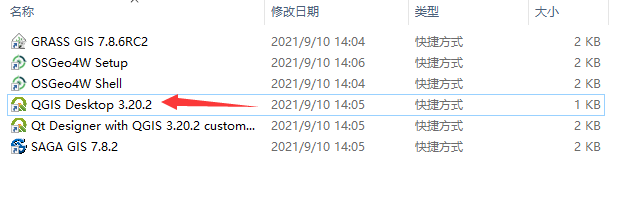 名称 修改日期 类型 大小
GRASS GIS 7.8.6RC2 2021/9/10 14:04 快捷方式 2 KB
OSGeo4W Setup 2021/9/10 14:06 快捷方式 2 KB
OSGeo4W Shell 2021/9/10 14:04 快捷方式 2 KB
QGIS Desktop 3.20.2 2021/9/10 14:05 快捷方式 1 KB
Qt Designer with QGIS 3.20.2 custom... 2021/9/10 14:05 快捷方式 2 KB
SAGA GIS 7.8.2 2021/9/10 14:05 快捷方式 2 KB